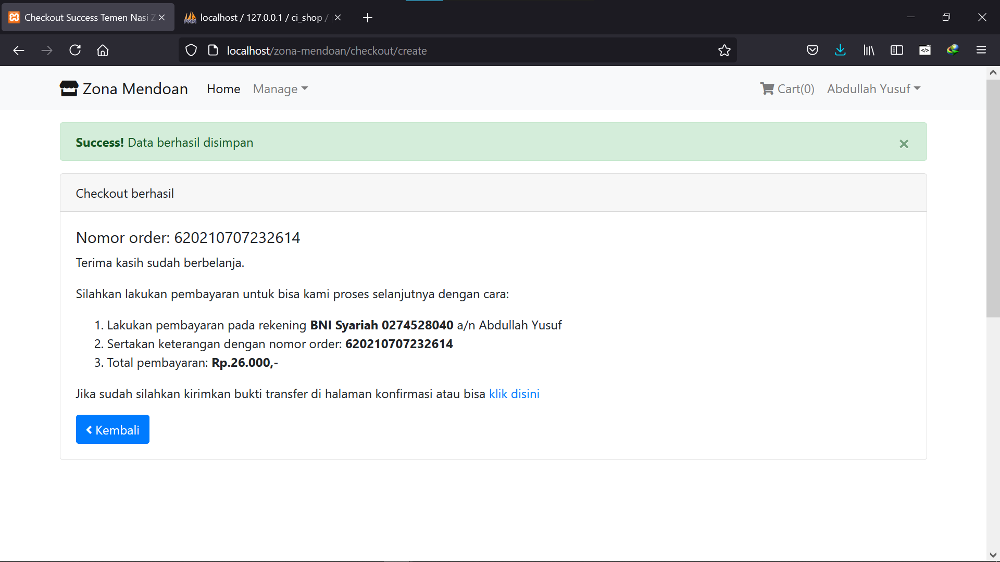 Checkout Success Temen Nasi Z
localhost / 127.0.0.1 / ci_shop /
localhost/zona-mendoan/checkout/create
Zona Mendoan Home Manage Cart(0) Abdullah Yusuf
Success! Data berhasil disimpan ×
Checkout berhasil
Nomor order: 620210707232614
Terima kasih sudah berbelanja.
Silahkan lakukan pembayaran untuk bisa kami proses selanjutnya dengan cara:
1. Lakukan pembayaran pada rekening BNI Syariah 0274528040 a/n Abdullah Yusuf
2. Sertakan keterangan dengan nomor order: 620210707232614
3. Total pembayaran: Rp.26.000,-
Jika sudah silahkan kirimkan bukti transfer di halaman konfirmasi atau bisa klik disini
Kembali